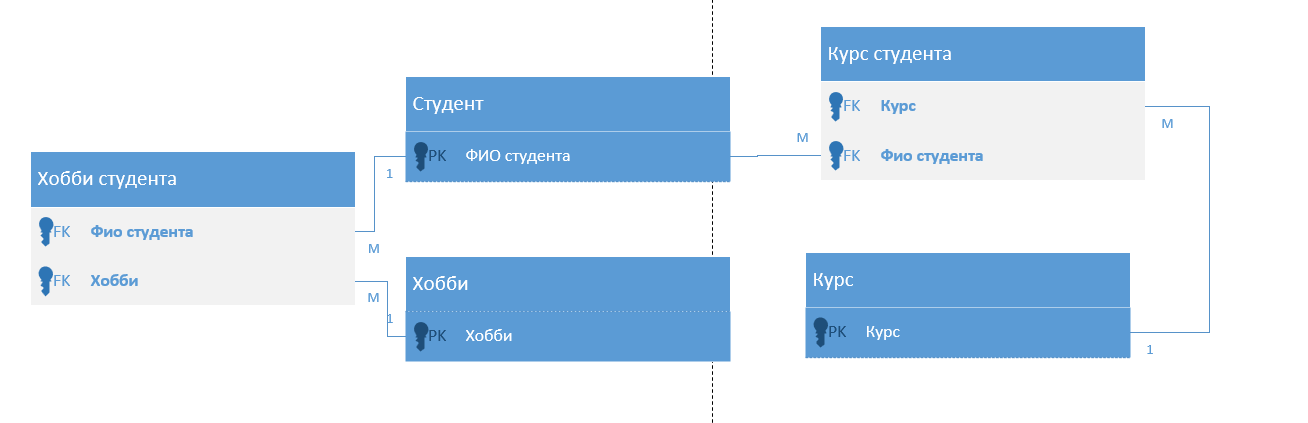 Курс студента
FK Курс
M
FK Фио студента
M
Студент
PK ФИО студента
1
Хобби студента
FK Фио студента
M
FK Хобби
M
Хобби
1
PK Хобби
Курс
PK Курс
1